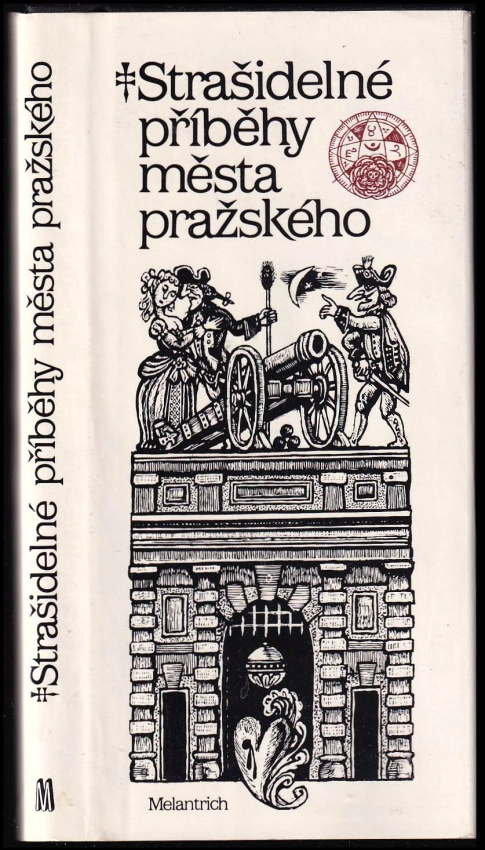 ‡Strašidelné
příběhy
města
pražského
Melantrich
‡Strašidelné příběhy města pražského
M